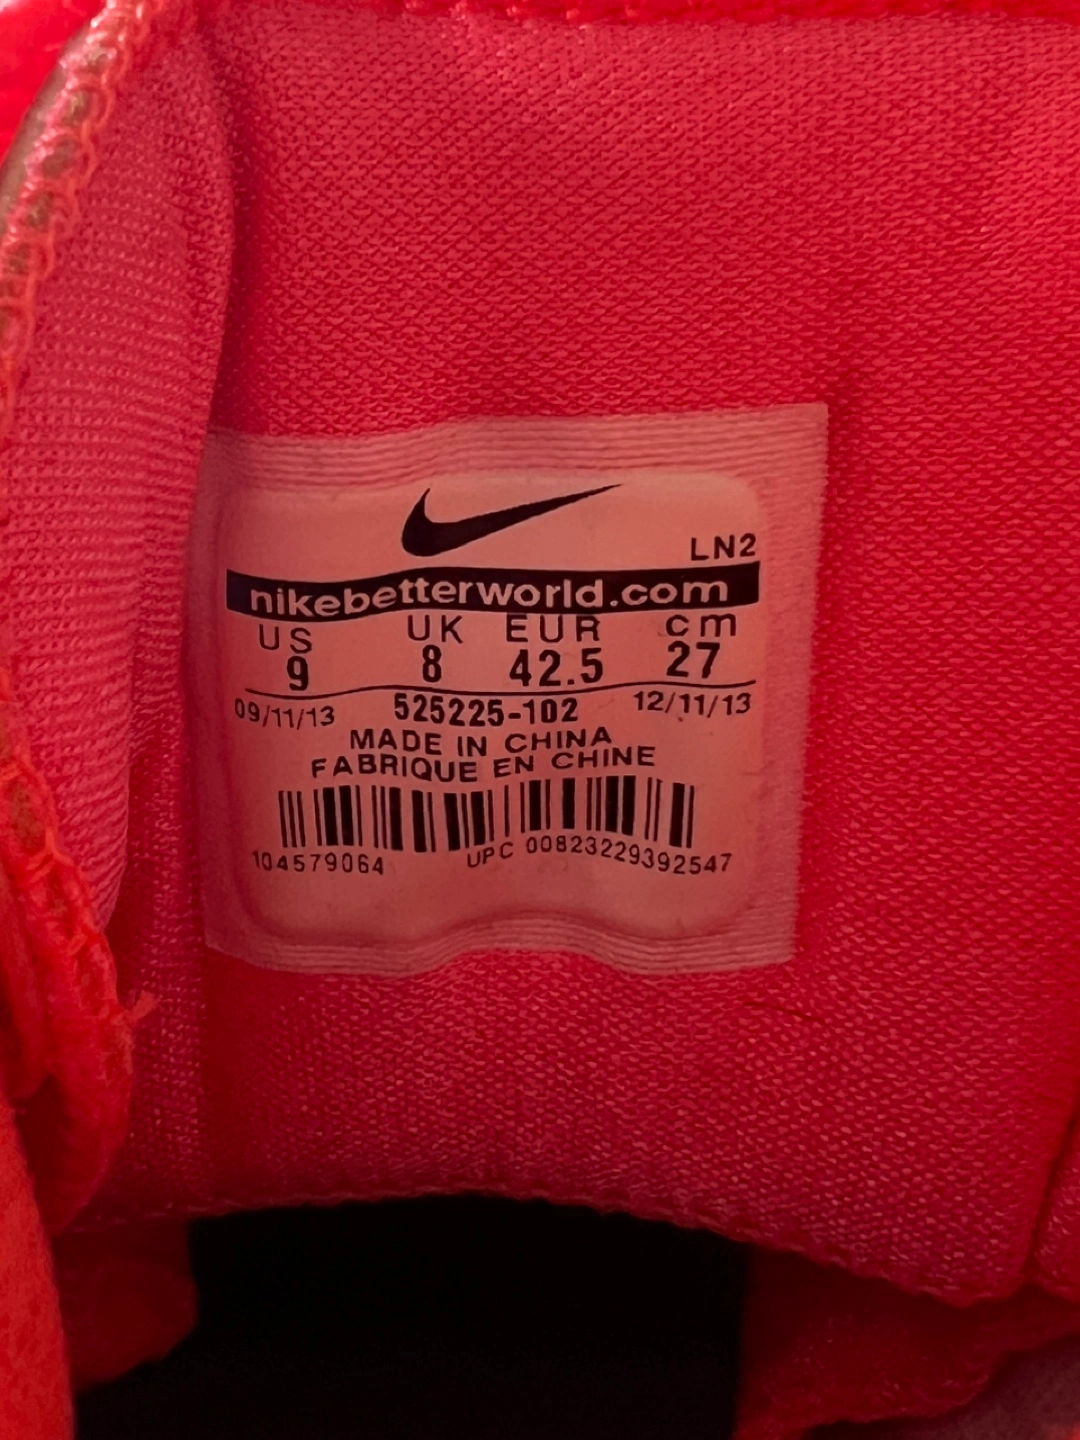 LN2
nikebetterworld.com
US UK EUR cm
9 8 42.5 27
09/11/13 525225-102 12/11/13
MADE IN CHINA
FABRIQUE EN CHINE
104579064 UPC 00823229392547